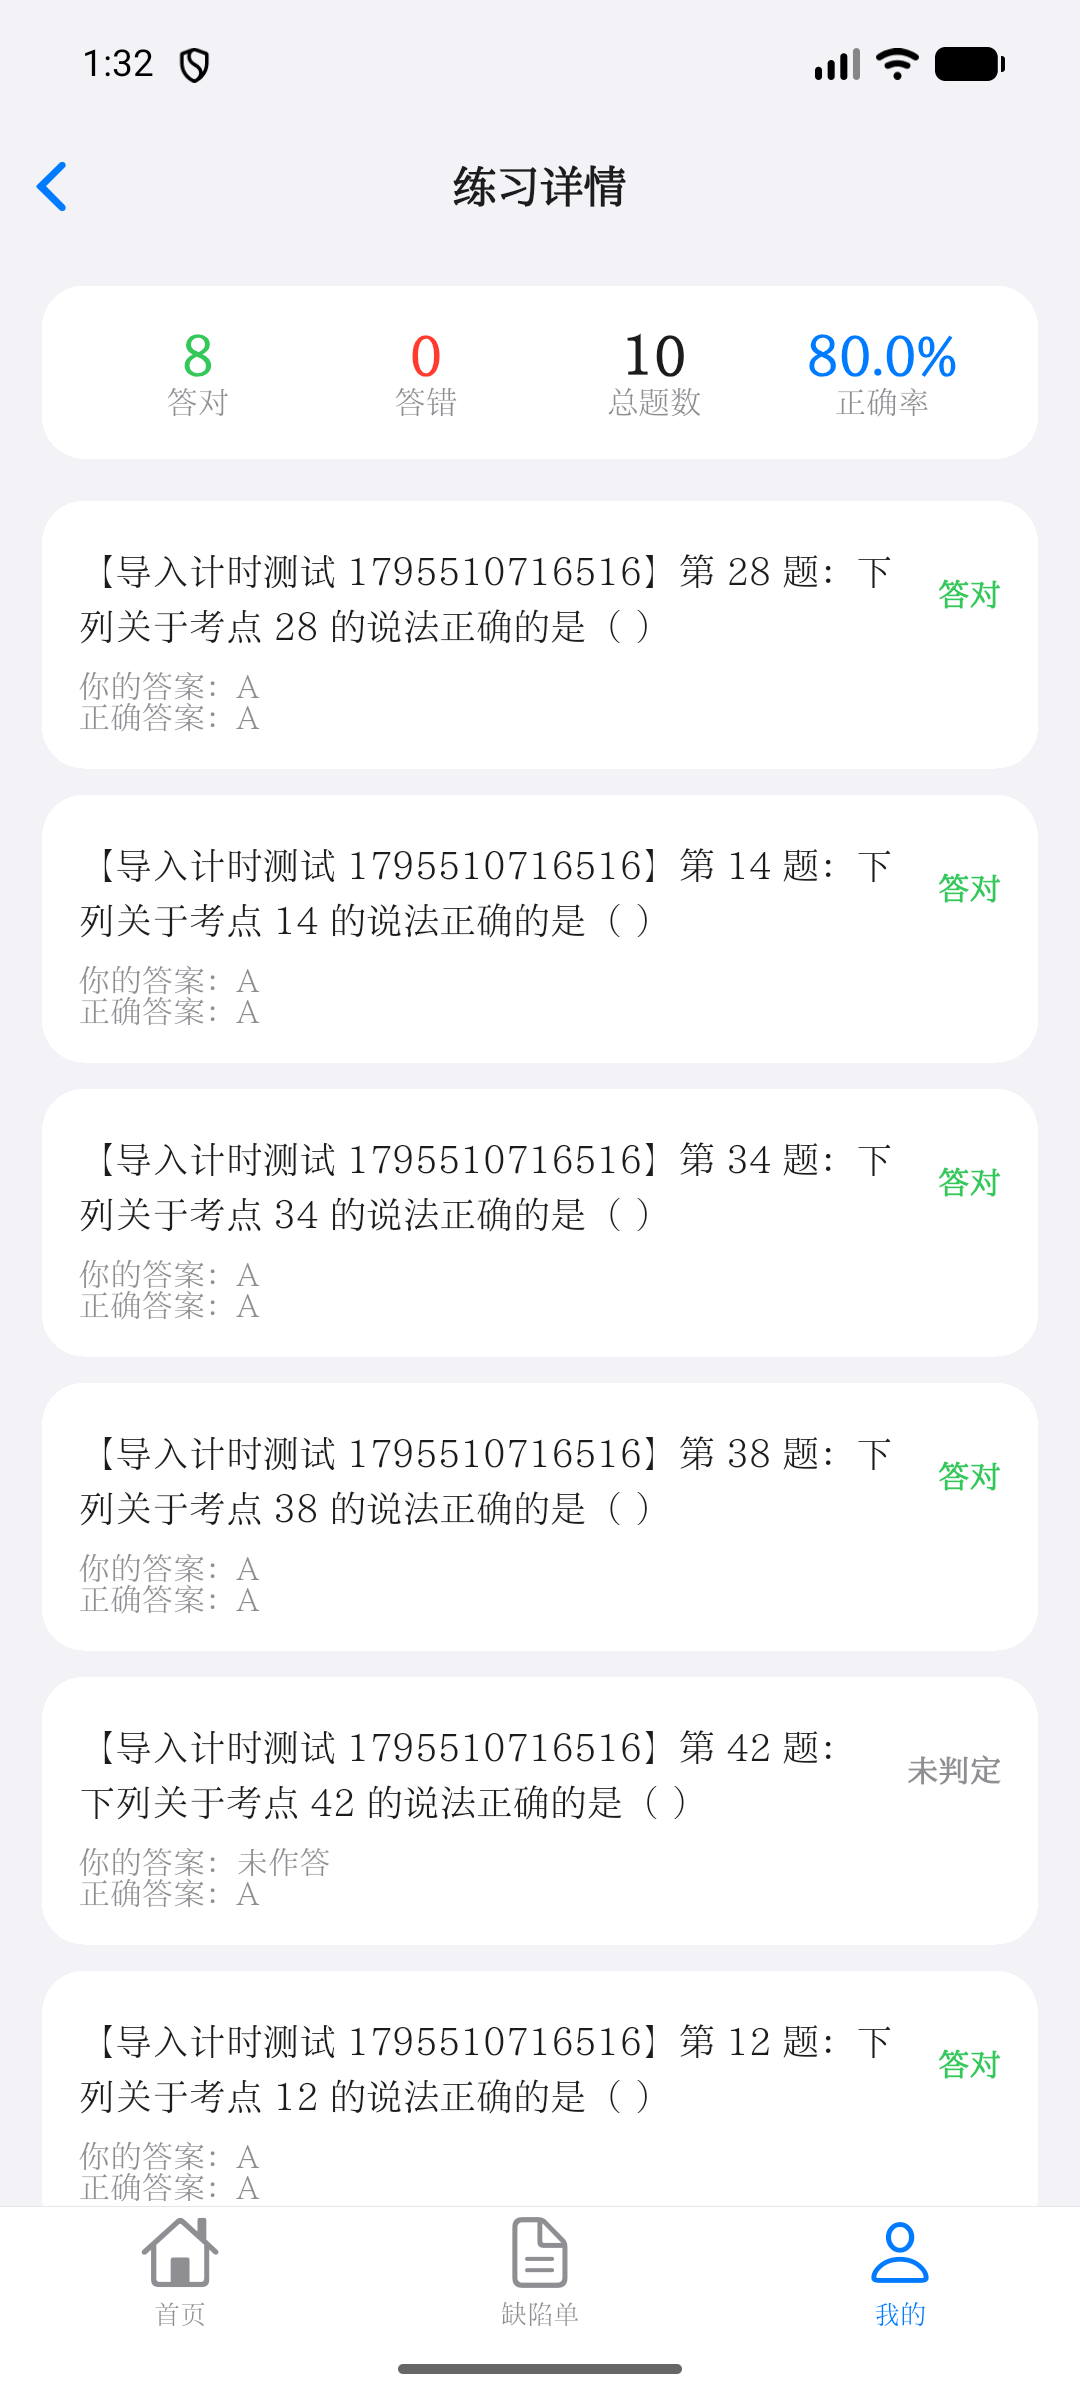 1:32
练习详情
8 0 10 80.0%
答对 答错 总题数 正确率
【导入计时测试 1795510716516】第 28 题：下
列关于考点 28 的说法正确的是（ ）
答对
你的答案：A
正确答案：A
【导入计时测试 1795510716516】第 14 题：下
列关于考点 14 的说法正确的是（ ）
答对
你的答案：A
正确答案：A
【导入计时测试 1795510716516】第 34 题：下
列关于考点 34 的说法正确的是（ ）
答对
你的答案：A
正确答案：A
【导入计时测试 1795510716516】第 38 题：下
列关于考点 38 的说法正确的是（ ）
答对
你的答案：A
正确答案：A
【导入计时测试 1795510716516】第 42 题：
下列关于考点 42 的说法正确的是（ ）
未判定
你的答案：未作答
正确答案：A
【导入计时测试 1795510716516】第 12 题：下
列关于考点 12 的说法正确的是（ ）
答对
你的答案：A
正确答案：A
首页 缺陷单 我的